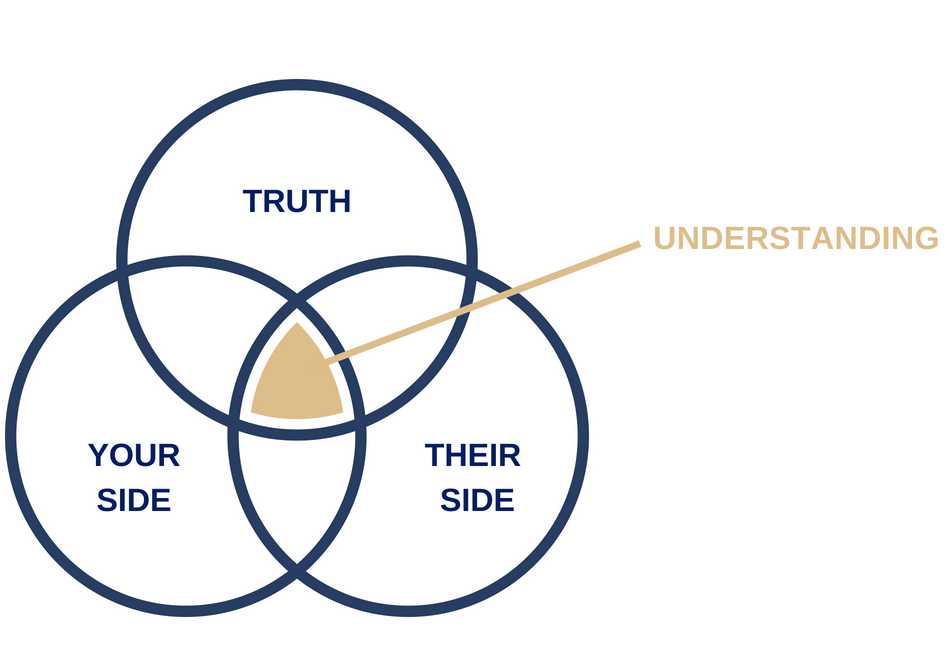 TRUTH
UNDERSTANDING
YOUR
SIDE
THEIR
SIDE